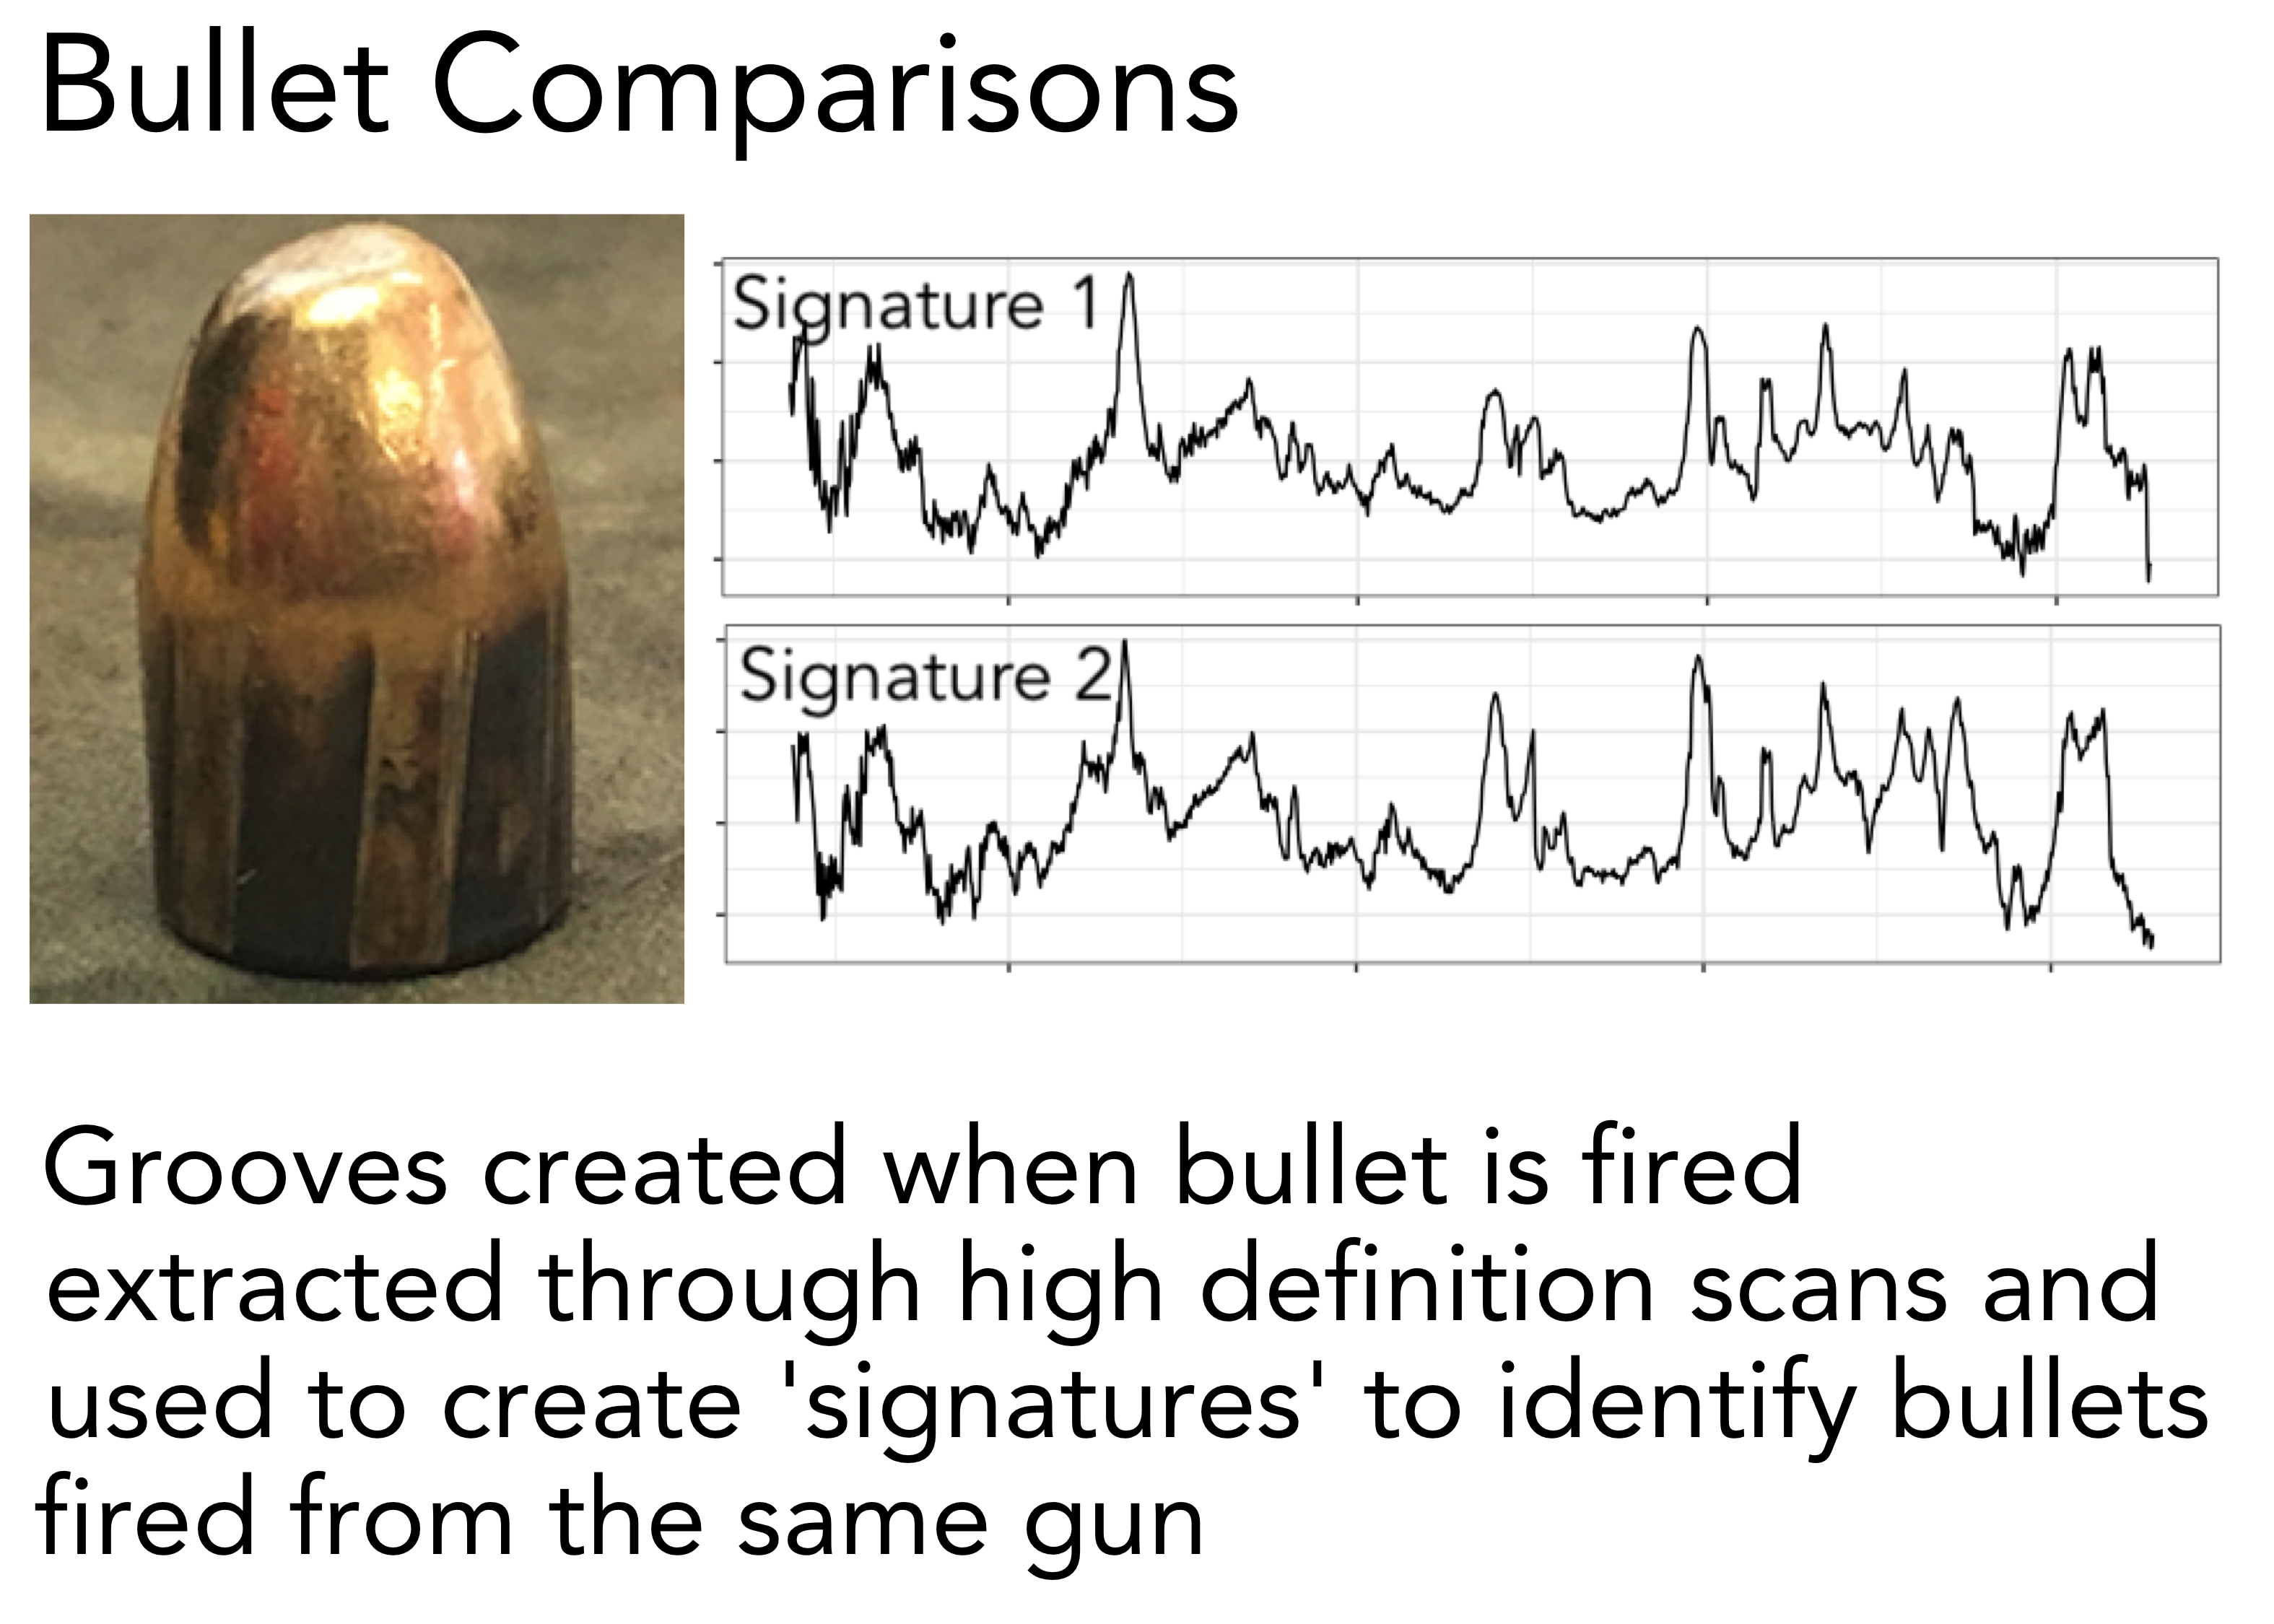 Bullet Comparisons
Signature 1
Signature 2
Grooves created when bullet is fired
extracted through high definition scans and
used to create 'signatures' to identify bullets
fired from the same gun